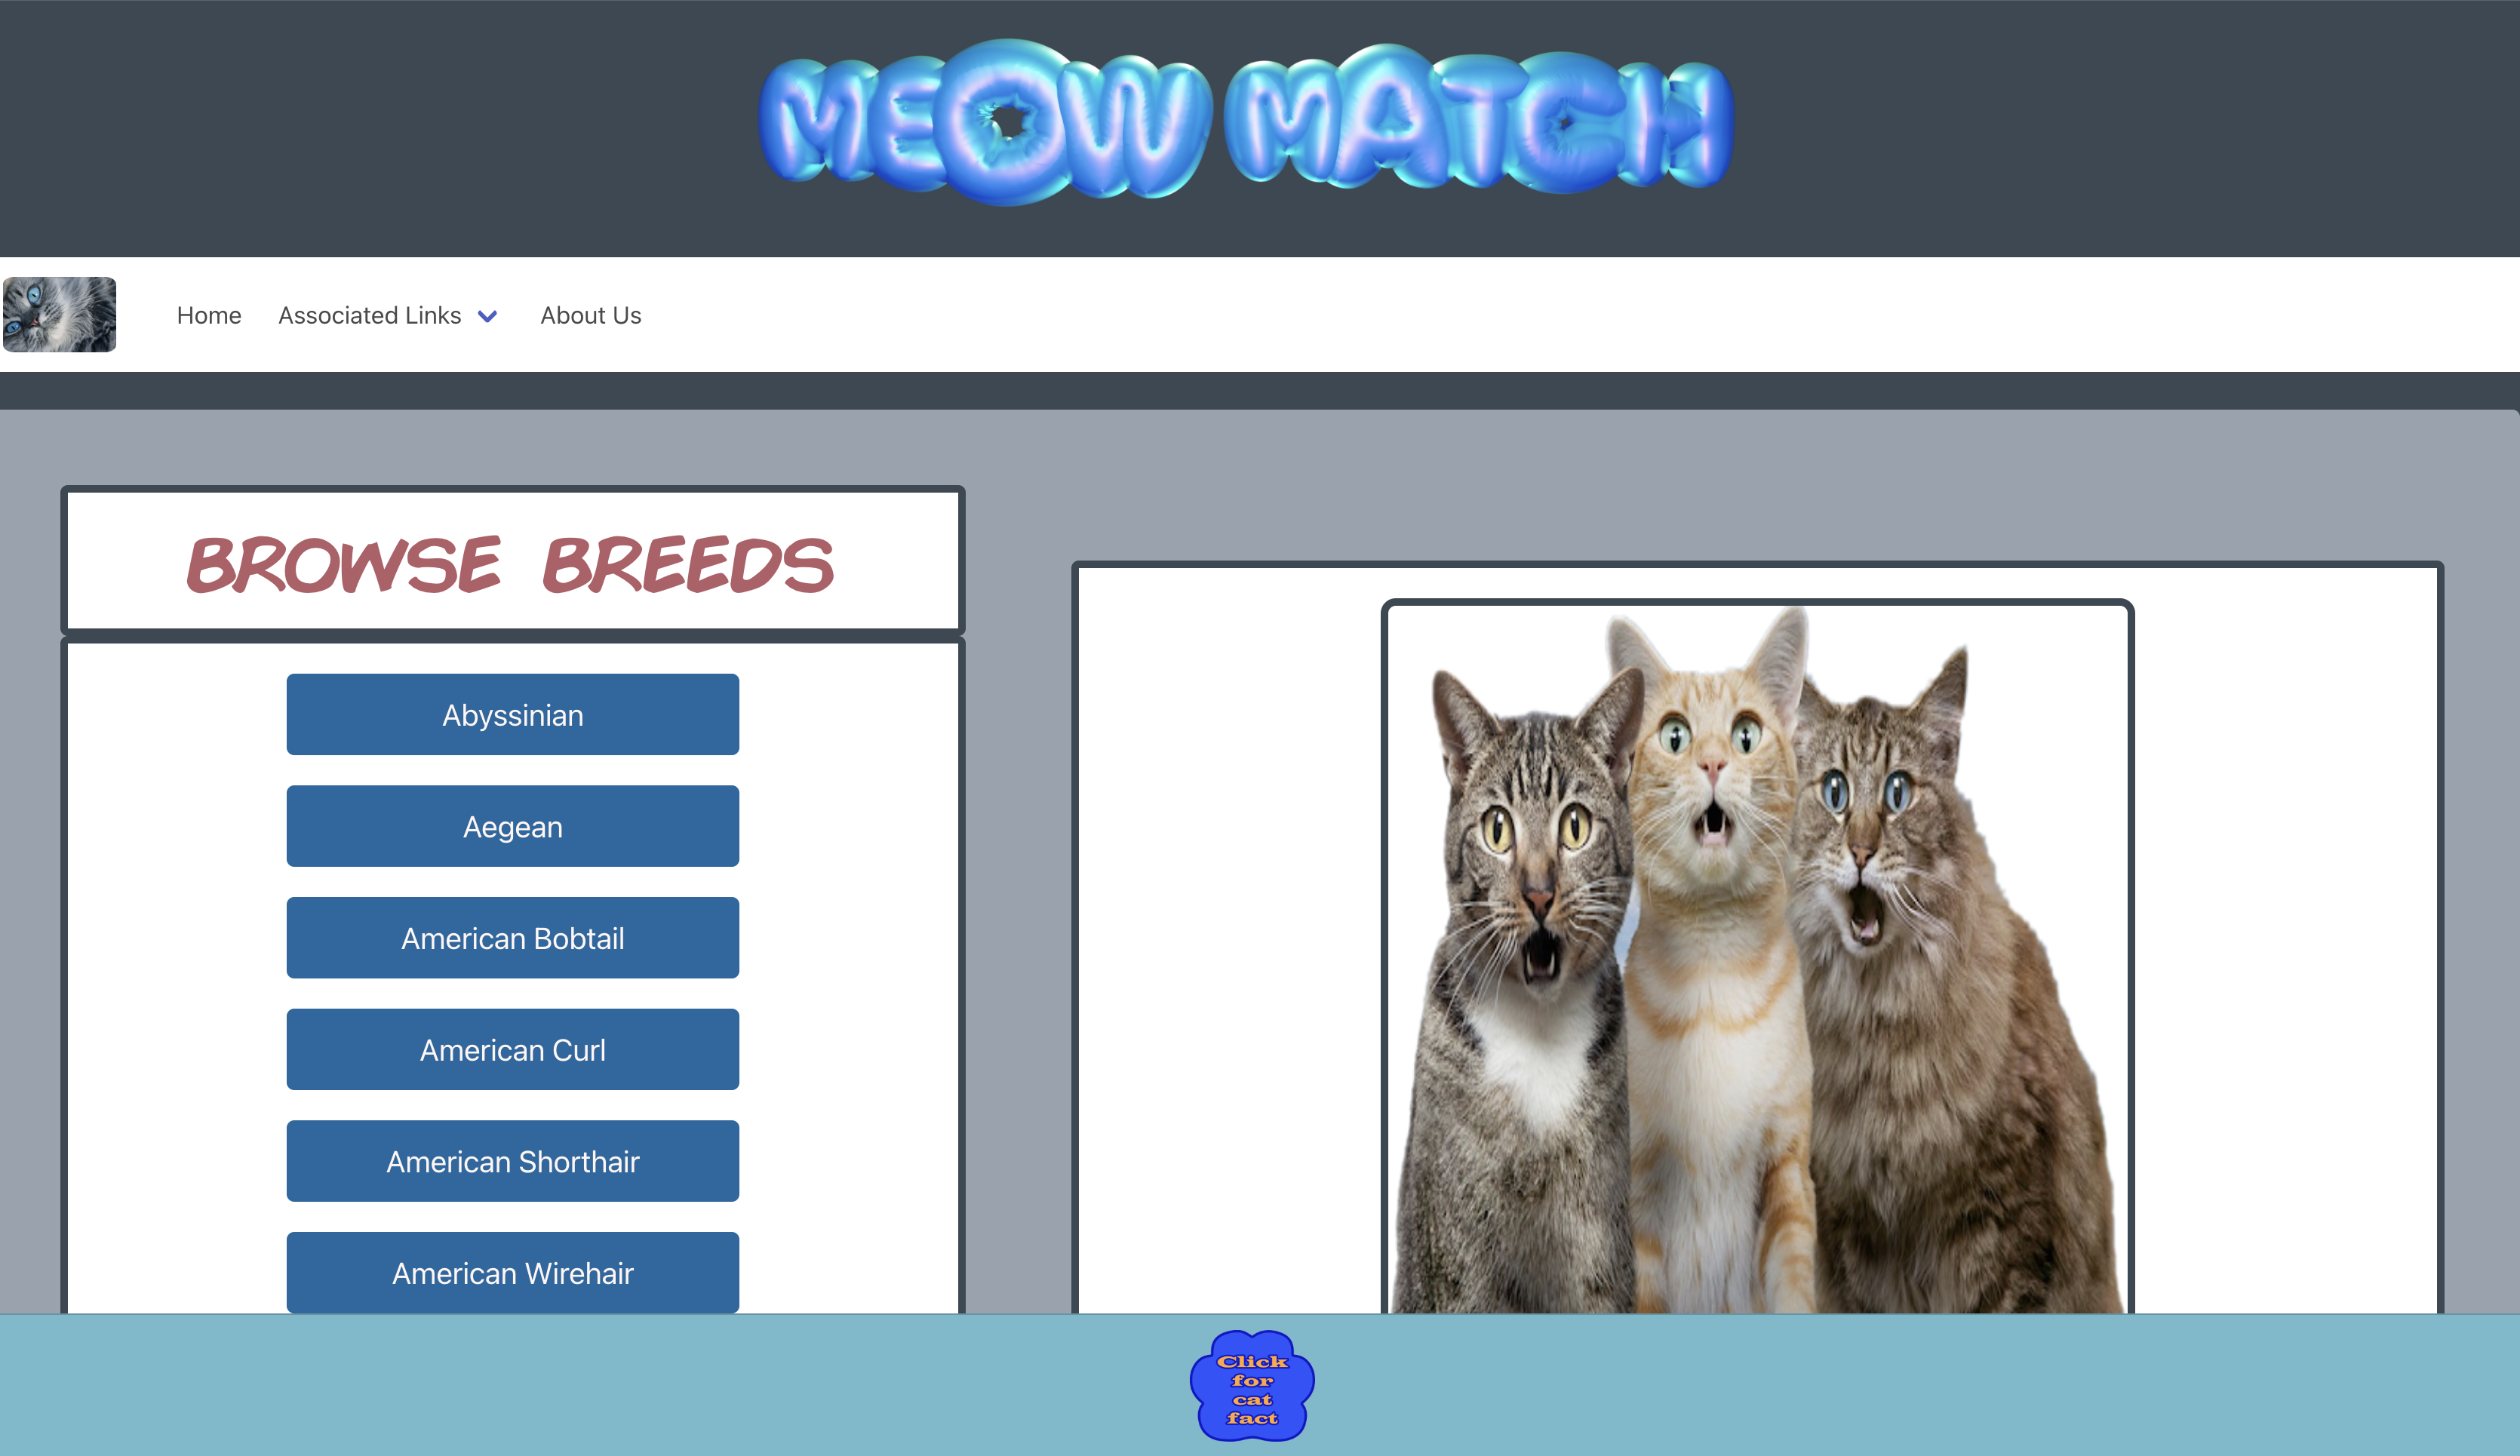 MEOW MATCH
Home
Associated Links
About Us
BROWSE BREEDS
Abyssinian
Aegean
American Bobtail
American Curl
American Shorthair
American Wirehair
Click
for
cat
fact